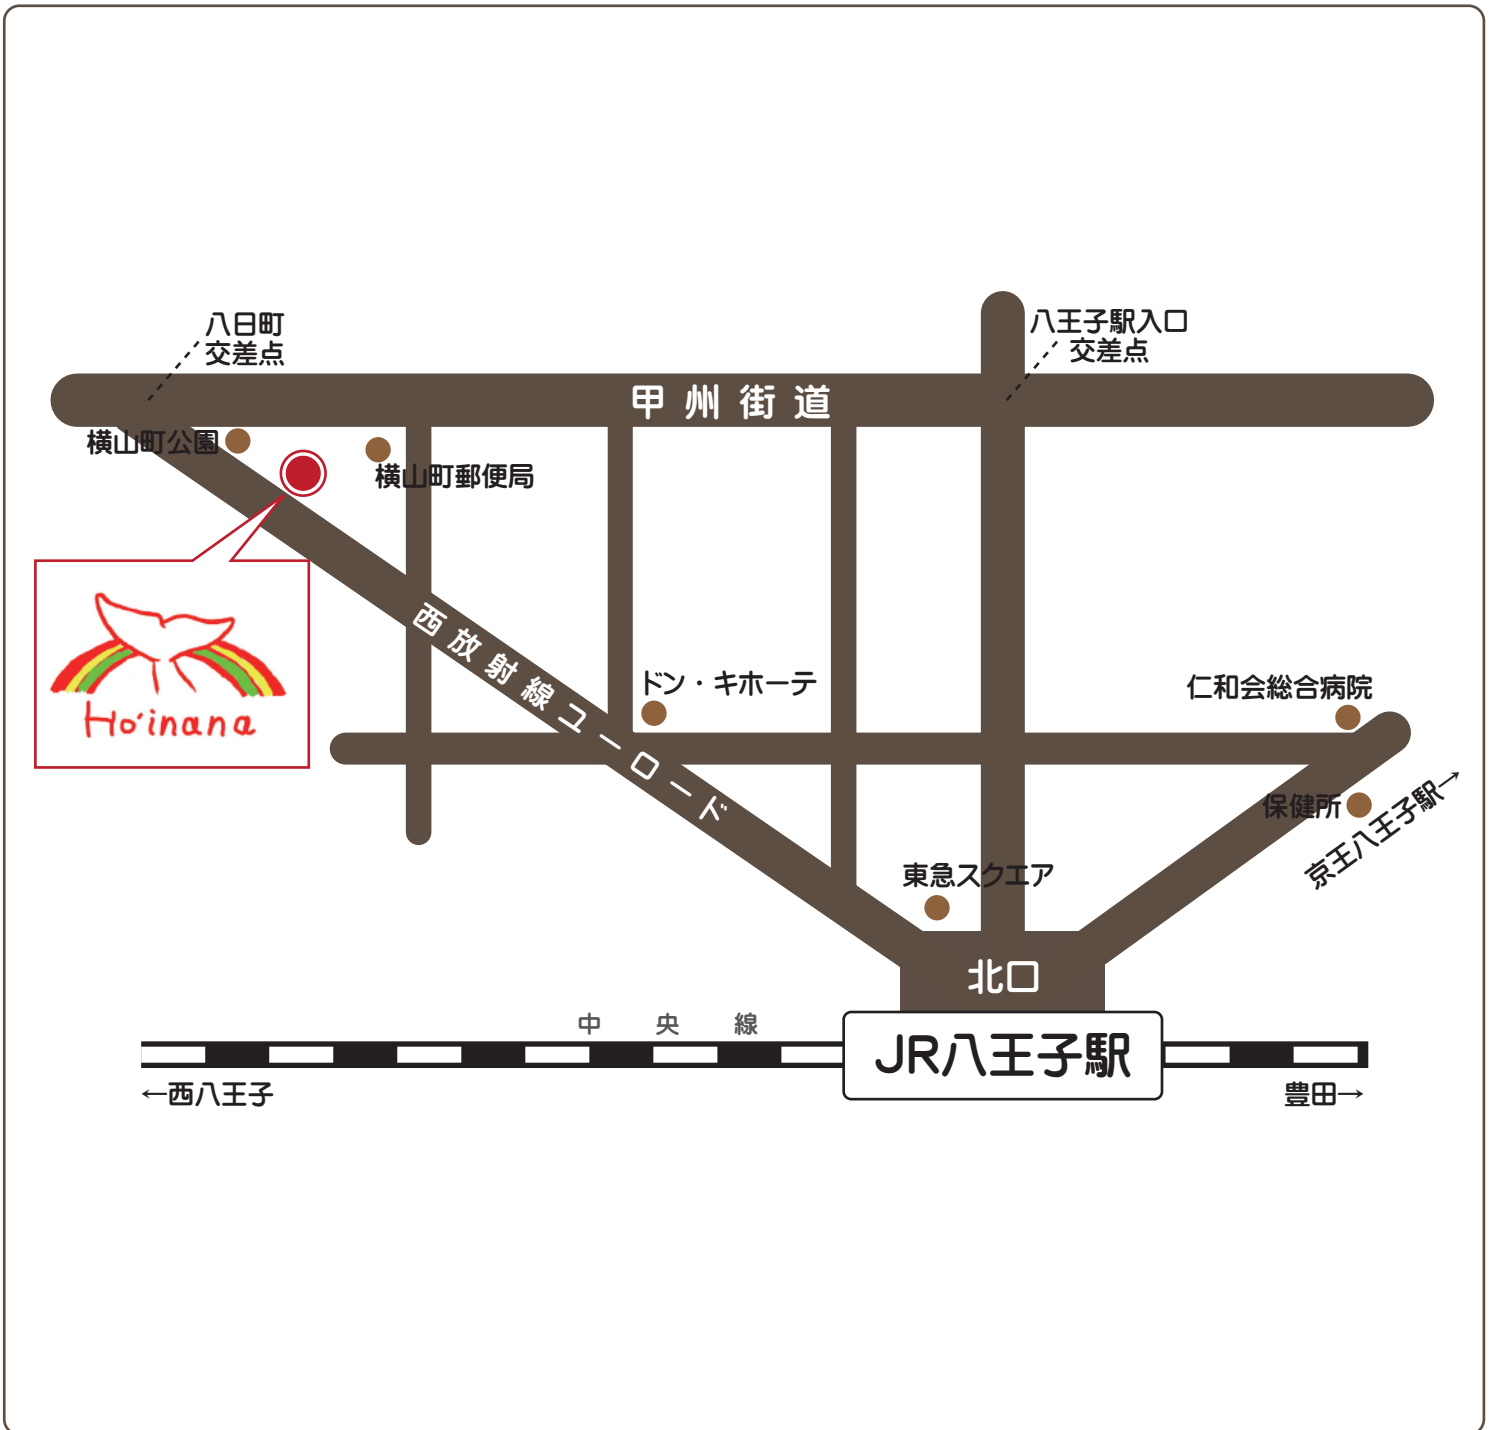 八日町
交差点
八王子駅入口
交差点
甲州街道
横山町公園
横山町郵便局
Ho'inana
西放射線ユーロード
ドン・キホーテ
仁和会総合病院
保健所
京王八王子駅→
東急スクエア
北口
中央線
JR八王子駅
←西八王子
豊田→